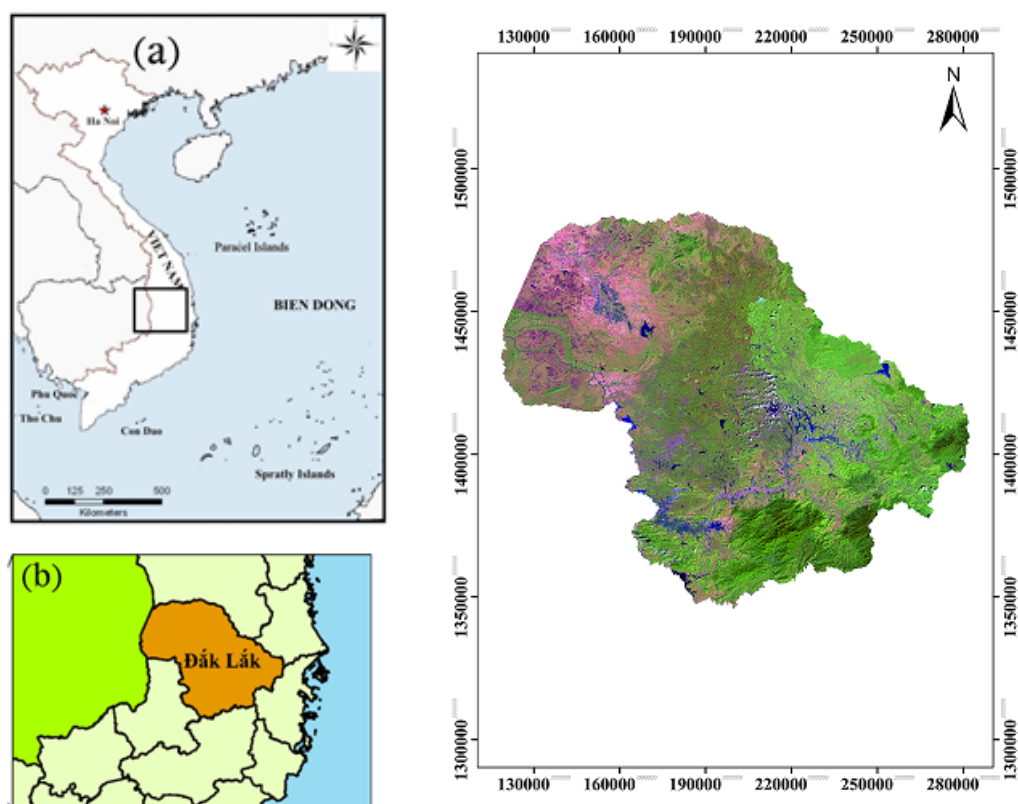 (a)
Ha Noi
Paracel Islands
VIET NAM
BIEN DONG
Phu Quoc
Tho Chu
Con Dao
Spratly Islands
0 125 250 500
Kilometers
(b)
Đắk Lắk
130000 160000 190000 220000 250000 280000
N
1500000 1500000
1450000 1450000
1400000 1400000
1350000 1350000
1300000 1300000
130000 160000 190000 220000 250000 280000